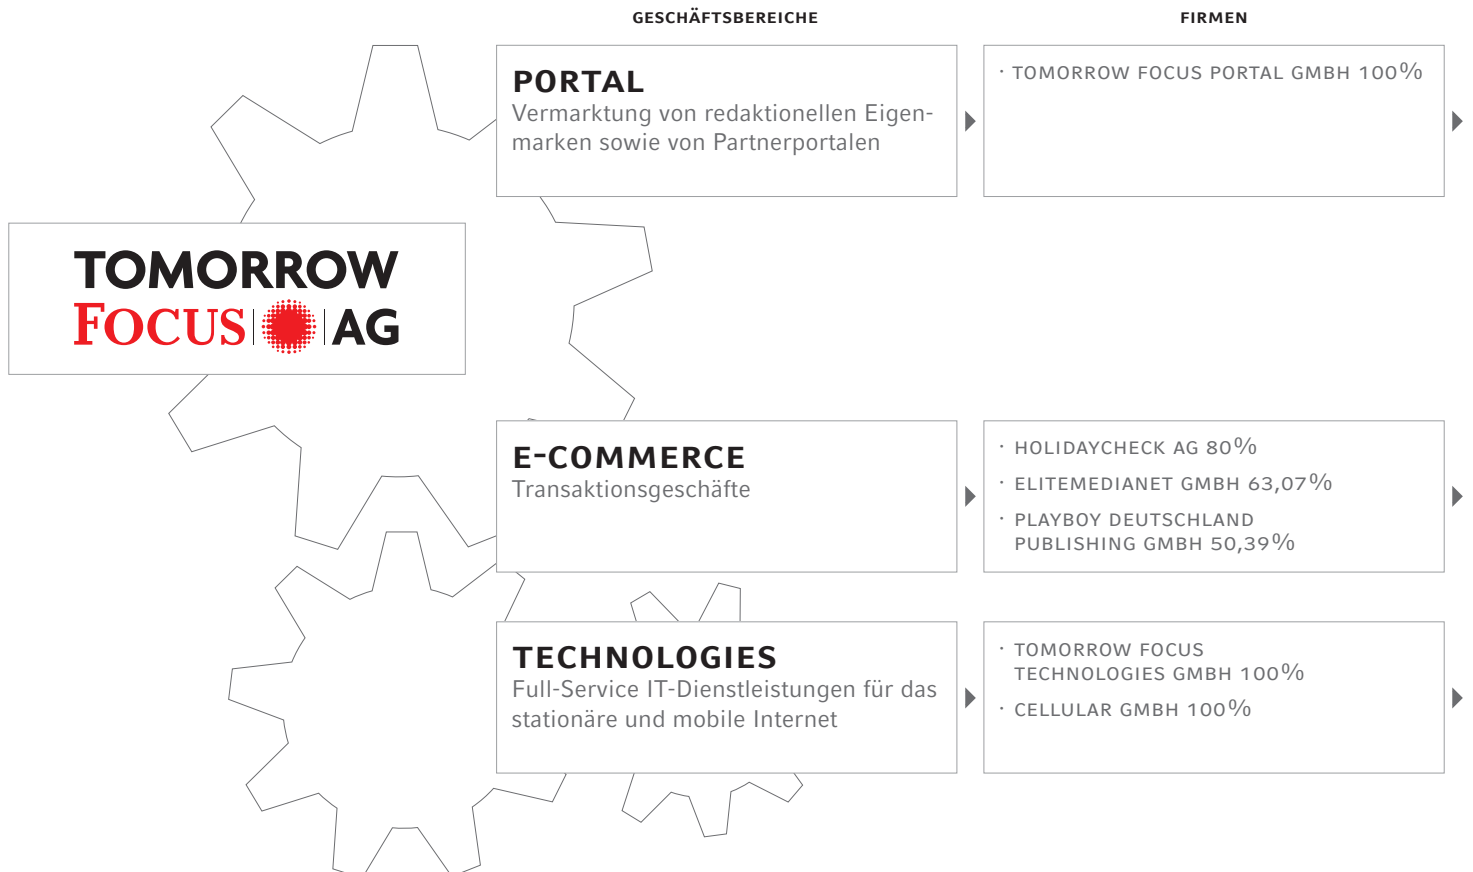 GESCHÄFTSBEREICHE
FIRMEN
PORTAL
Vermarktung von redaktionellen Eigen-
marken sowie von Partnerportalen
· TOMORROW FOCUS PORTAL GMBH 100%
TOMORROW
FOCUS AG
E-COMMERCE
Transaktionsgeschäfte
· HOLIDAYCHECK AG 80%
· ELITEMEDIANET GMBH 63,07%
· PLAYBOY DEUTSCHLAND
PUBLISHING GMBH 50,39%
TECHNOLOGIES
Full-Service IT-Dienstleistungen für das
stationäre und mobile Internet
· TOMORROW FOCUS
TECHNOLOGIES GMBH 100%
· CELLULAR GMBH 100%